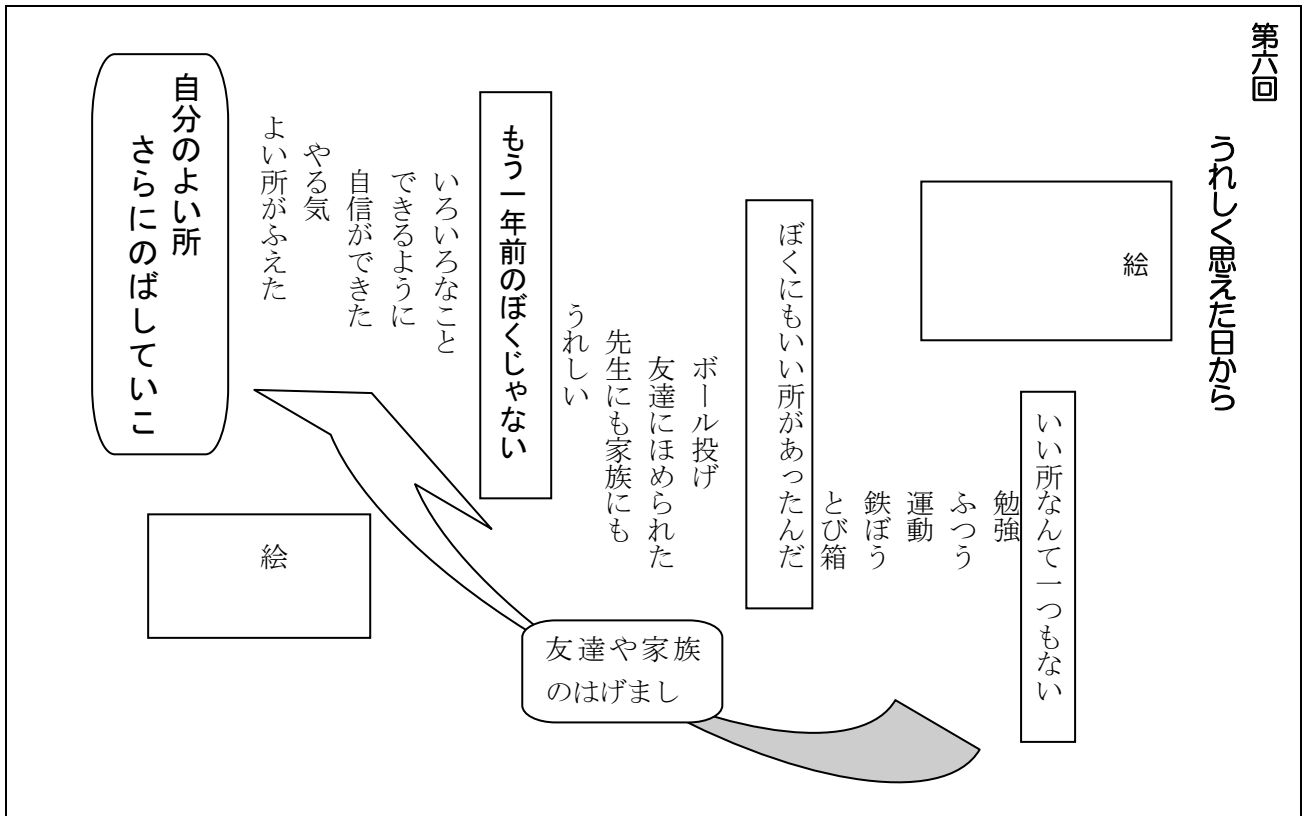 第六回
うれしく思えた日から
絵
いい所なんて一つもない
勉強
ふつう
運動
鉄ぼう
とび箱
ぼくにもいい所があったんだ
ボール投げ
友達にほめられた
先生にも家族にも
うれしい
もう一年前のぼくじゃない
いろいろなこと
できるように
自信ができた
やる気
よい所がふえた
友達や家族
のはげまし
自分のよい所
さらにのばしていこ
絵